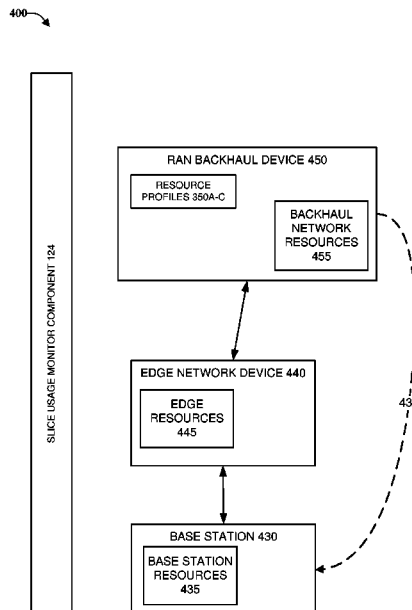 400
SLICE USAGE MONITOR COMPONENT 124
RAN BACKHAUL DEVICE 450
RESOURCE
PROFILES 350A-C
BACKHAUL
NETWORK
RESOURCES
455
EDGE NETWORK DEVICE 440
EDGE
RESOURCES
445
BASE STATION 430
BASE STATION
RESOURCES
435